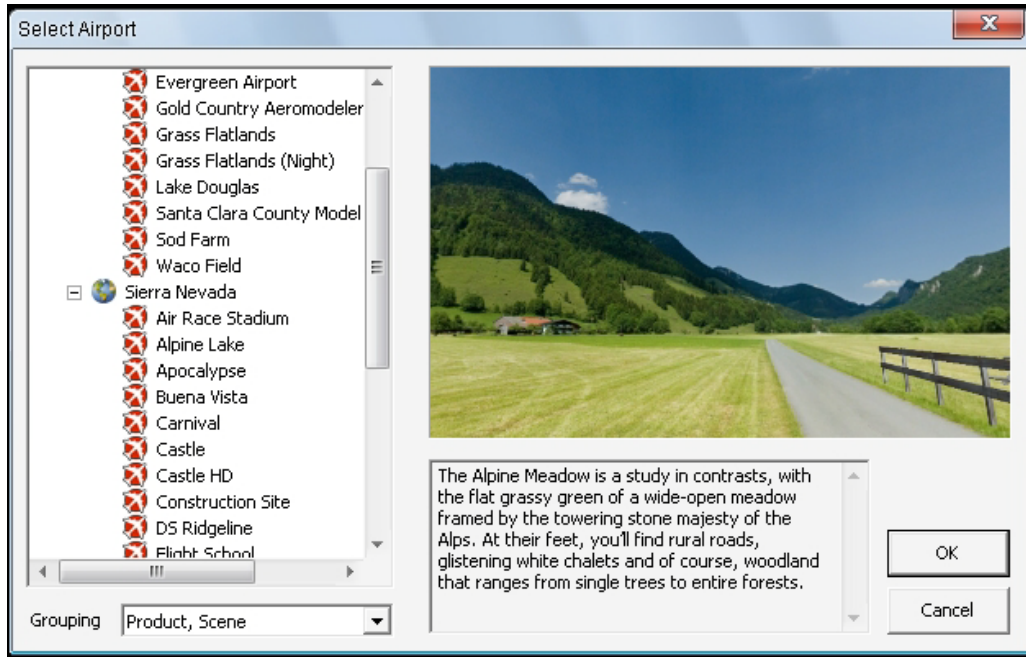 Select Airport
Evergreen Airport
Gold Country Aeromodeler
Grass Flatlands
Grass Flatlands (Night)
Lake Douglas
Santa Clara County Model
Sod Farm
Waco Field
Sierra Nevada
Air Race Stadium
Alpine Lake
Apocalypse
Buena Vista
Carnival
Castle
Castle HD
Construction Site
DS Ridgeline
Flight School
Grouping
Product, Scene
The Alpine Meadow is a study in contrasts, with
the flat grassy green of a wide-open meadow
framed by the towering stone majesty of the
Alps. At their feet, you'll find rural roads,
glistening white chalets and of course, woodland
that ranges from single trees to entire forests.
OK
Cancel